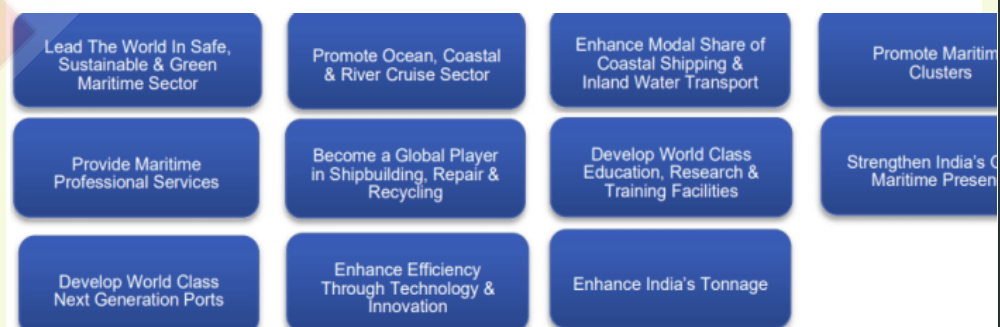 Lead The World In Safe,
Sustainable & Green
Maritime Sector
Promote Ocean, Coastal
& River Cruise Sector
Enhance Modal Share of
Coastal Shipping &
Inland Water Transport
Promote
Clusters
Provide Maritime
Professional Services
Become a Global Player
in Shipbuilding, Repair &
Recycling
Develop World Class
Education, Research &
Training Facilities
Strengthen India's
Maritime
Develop World Class
Next Generation Ports
Enhance Efficiency
Through Technology &
Innovation
Enhance India's Tonnage